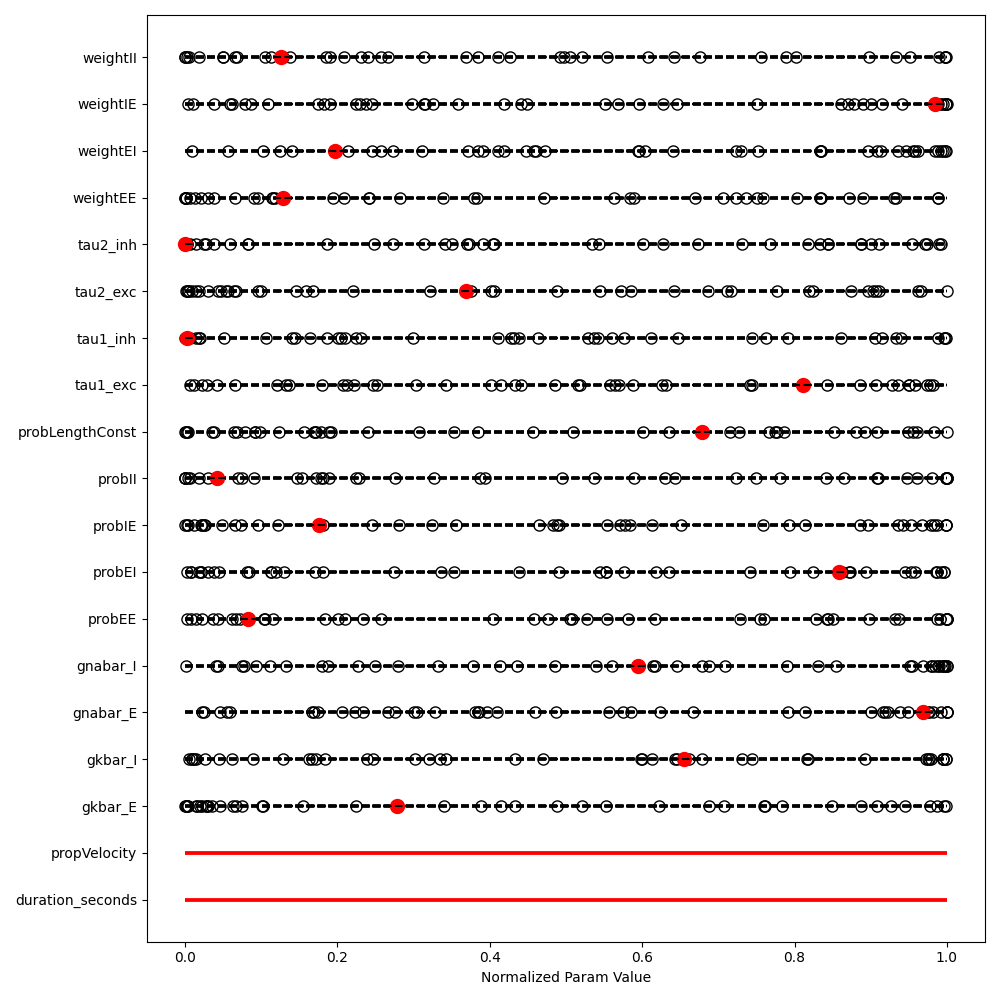 weightII
weightIE
weightEI
weightEE
tau2_inh
tau2_exc
tau1_inh
tau1_exc
probLengthConst
probII
probIE
probEI
probEE
gnabar_I
gnabar_E
gkbar_I
gkbar_E
propVelocity
duration_seconds
0.0 0.2 0.4 0.6 0.8 1.0
Normalized Param Value